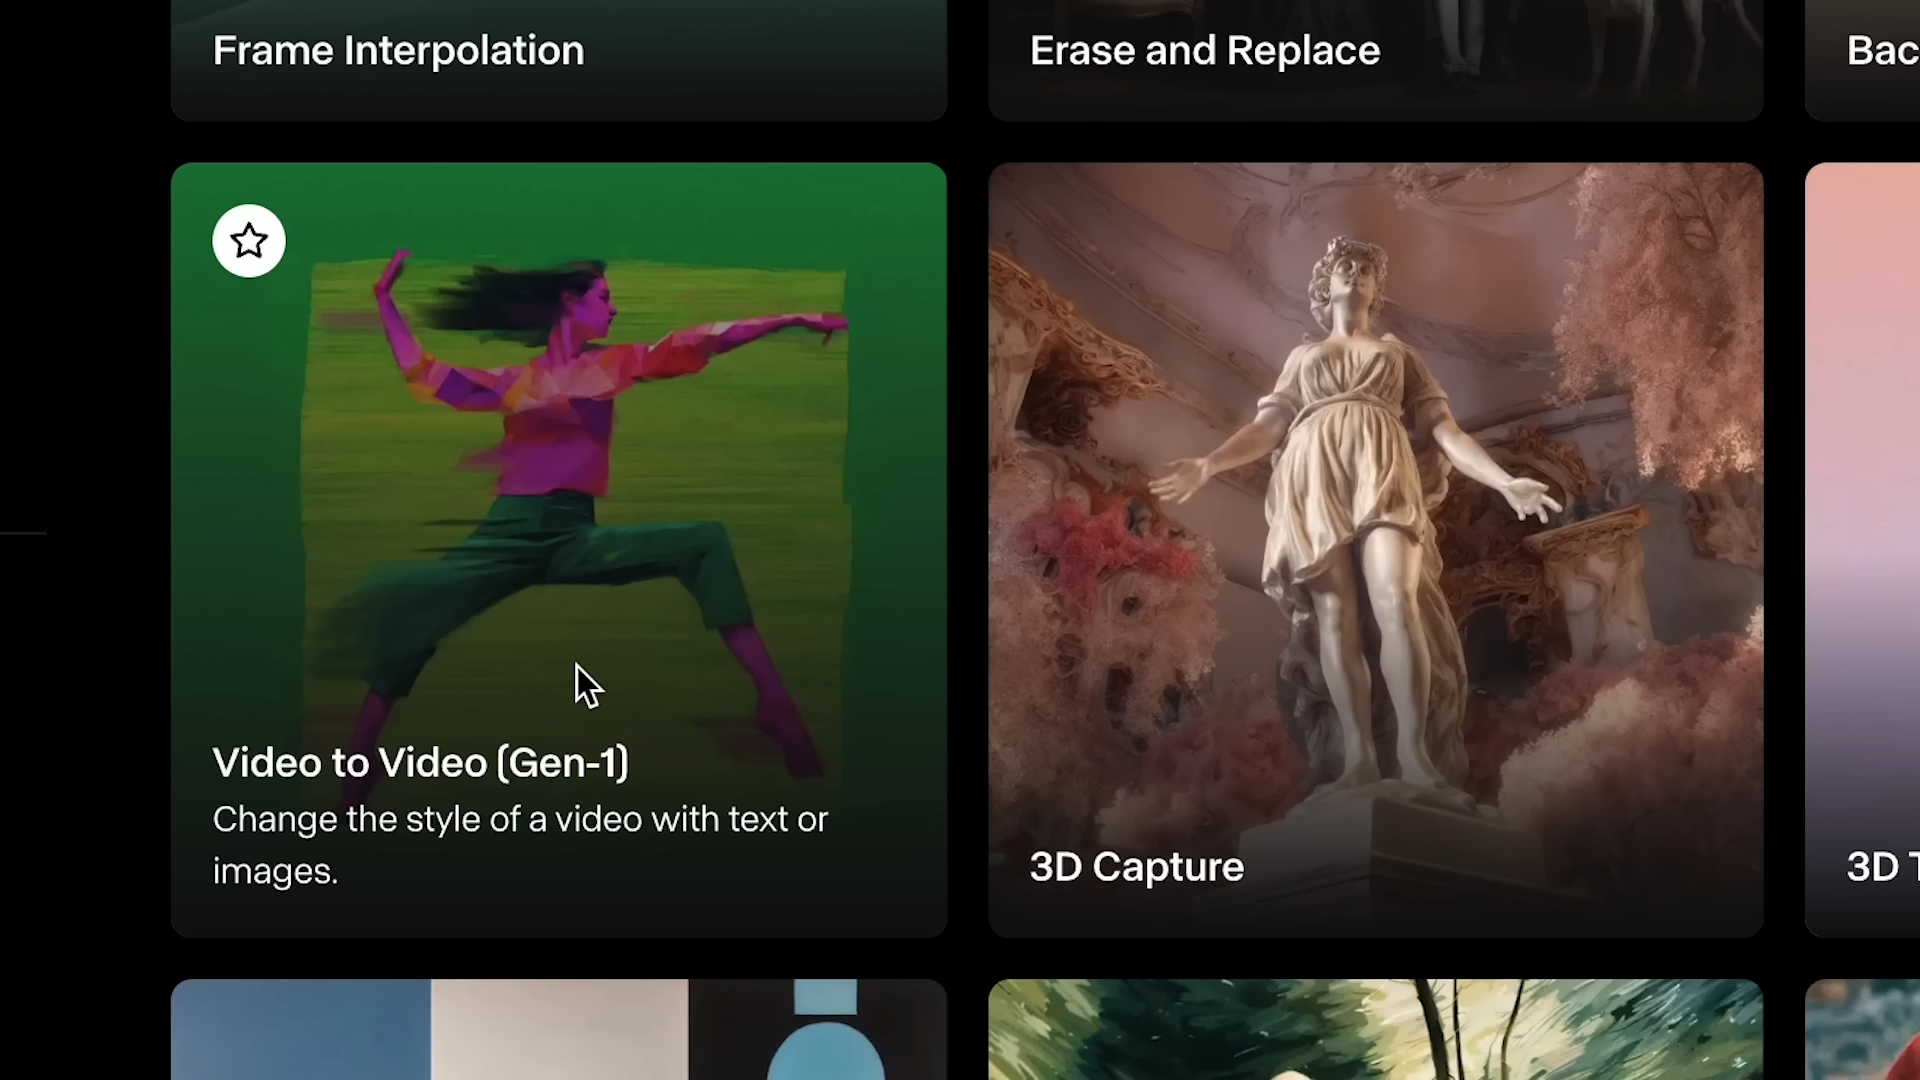 Frame Interpolation
Erase and Replace
Bac
Video to Video (Gen-1)
Change the style of a video with text or
images.
3D Capture
3D T